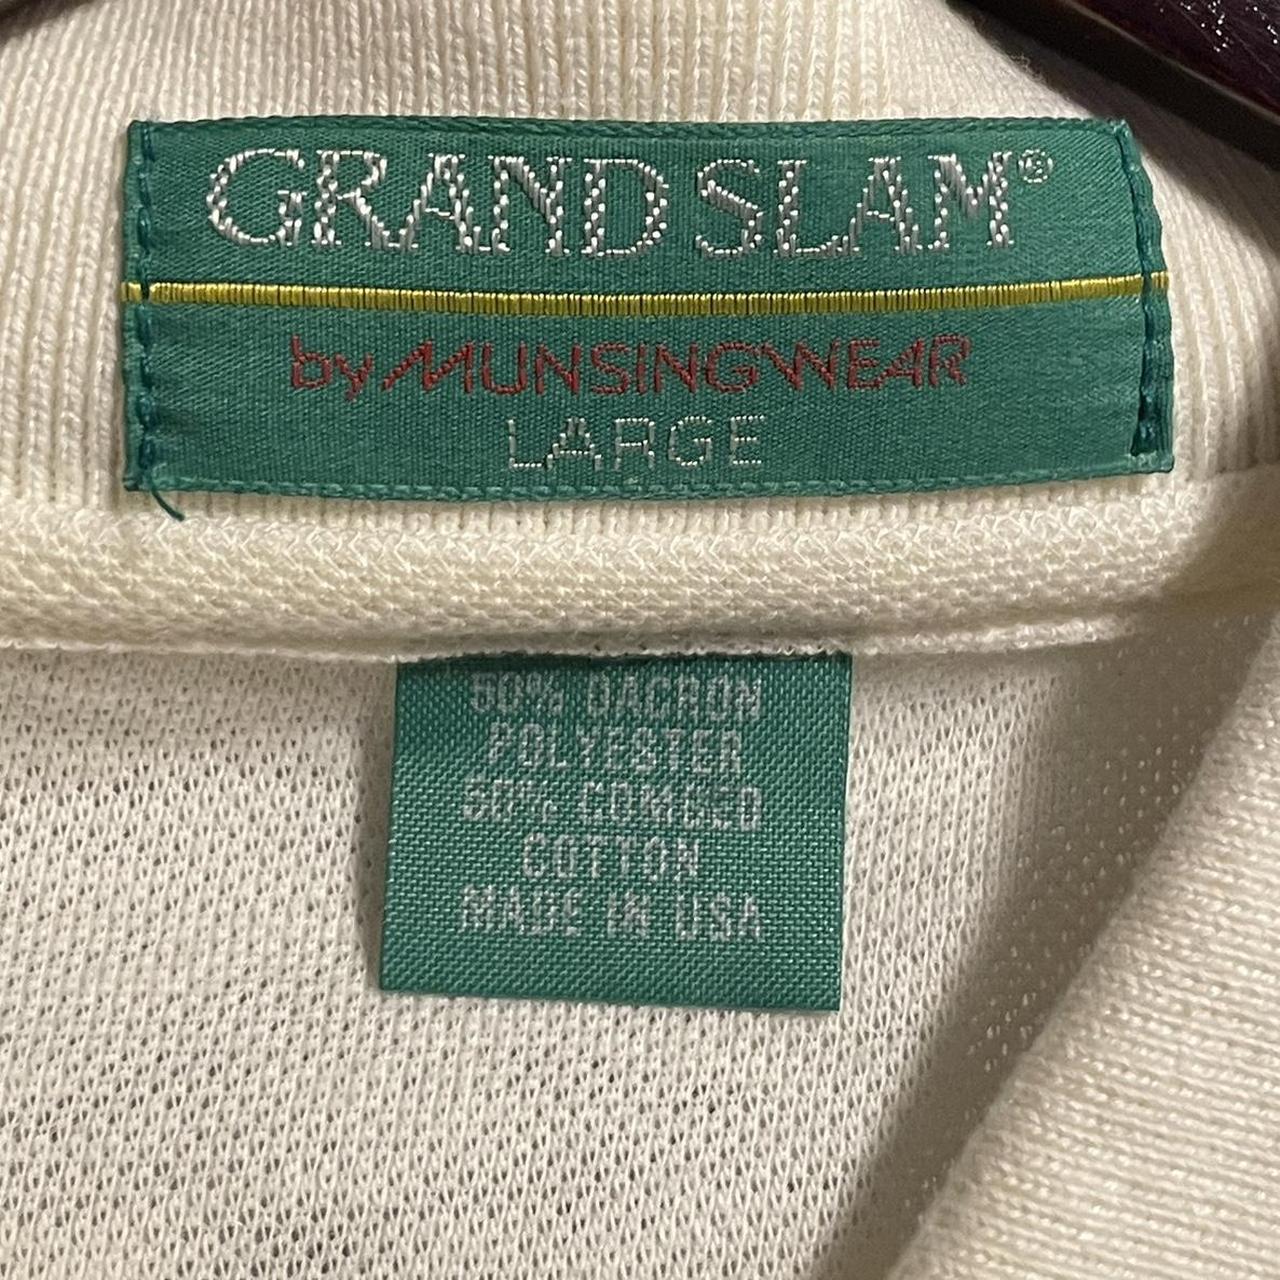 GRAND SLAM®
by MUNSINGWEAR
LARGE
50% DACRON
POLYESTER
50% COMBED
COTTON
MADE IN USA